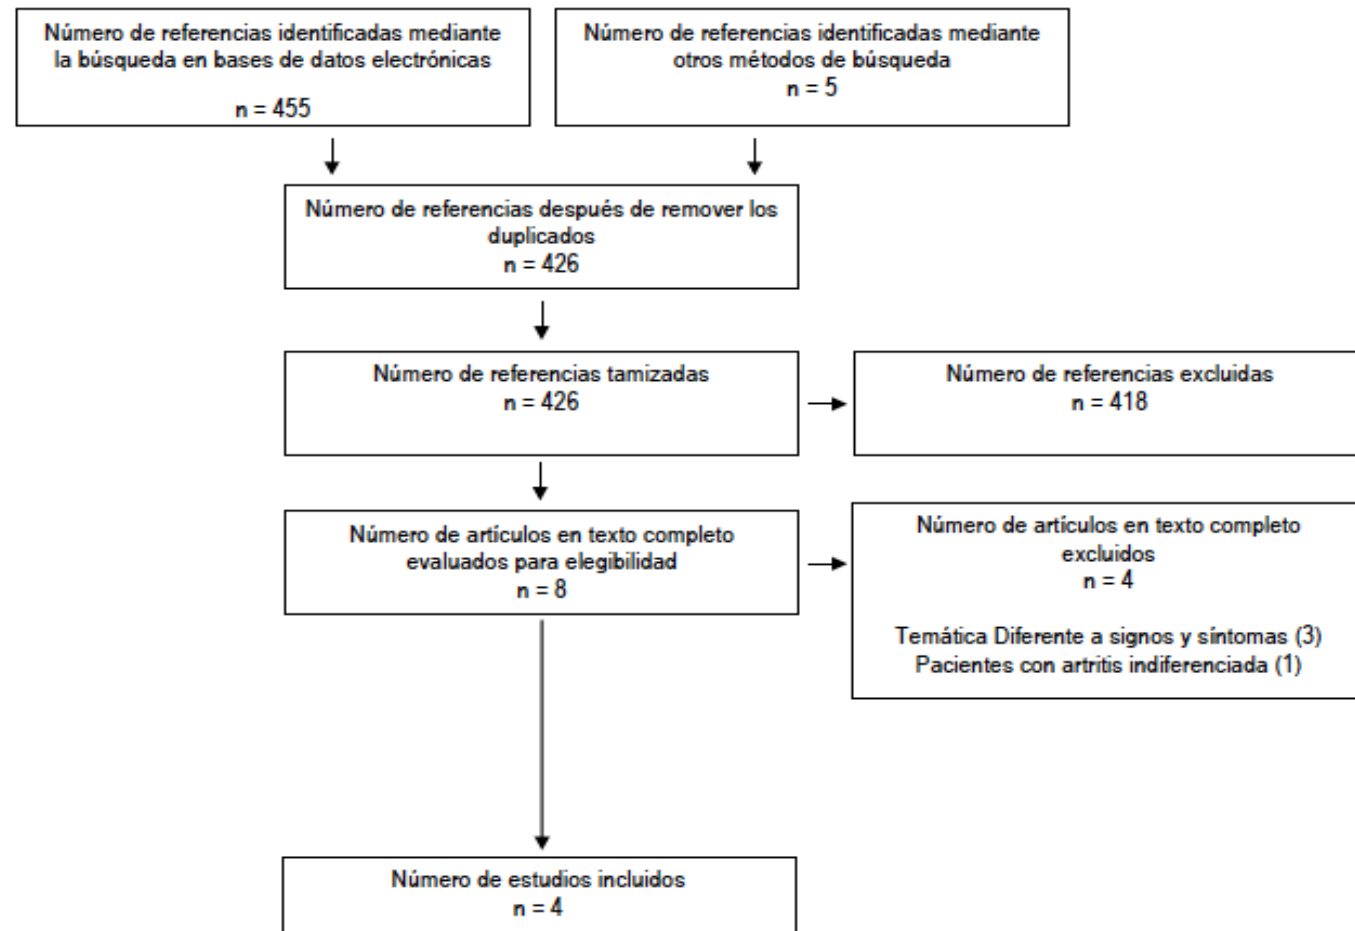 Número de referencias identificadas mediante
la búsqueda en bases de datos electrónicas
n = 455
Número de referencias identificadas mediante
otros métodos de búsqueda
n = 5
Número de referencias después de remover los
duplicados
n = 426
Número de referencias tamizadas
n = 426
Número de referencias excluidas
n = 418
Número de artículos en texto completo
evaluados para elegibilidad
n = 8
Número de artículos en texto completo
excluidos
n = 4
Temática Diferente a signos y síntomas (3)
Pacientes con artritis indiferenciada (1)
Número de estudios incluidos
n = 4